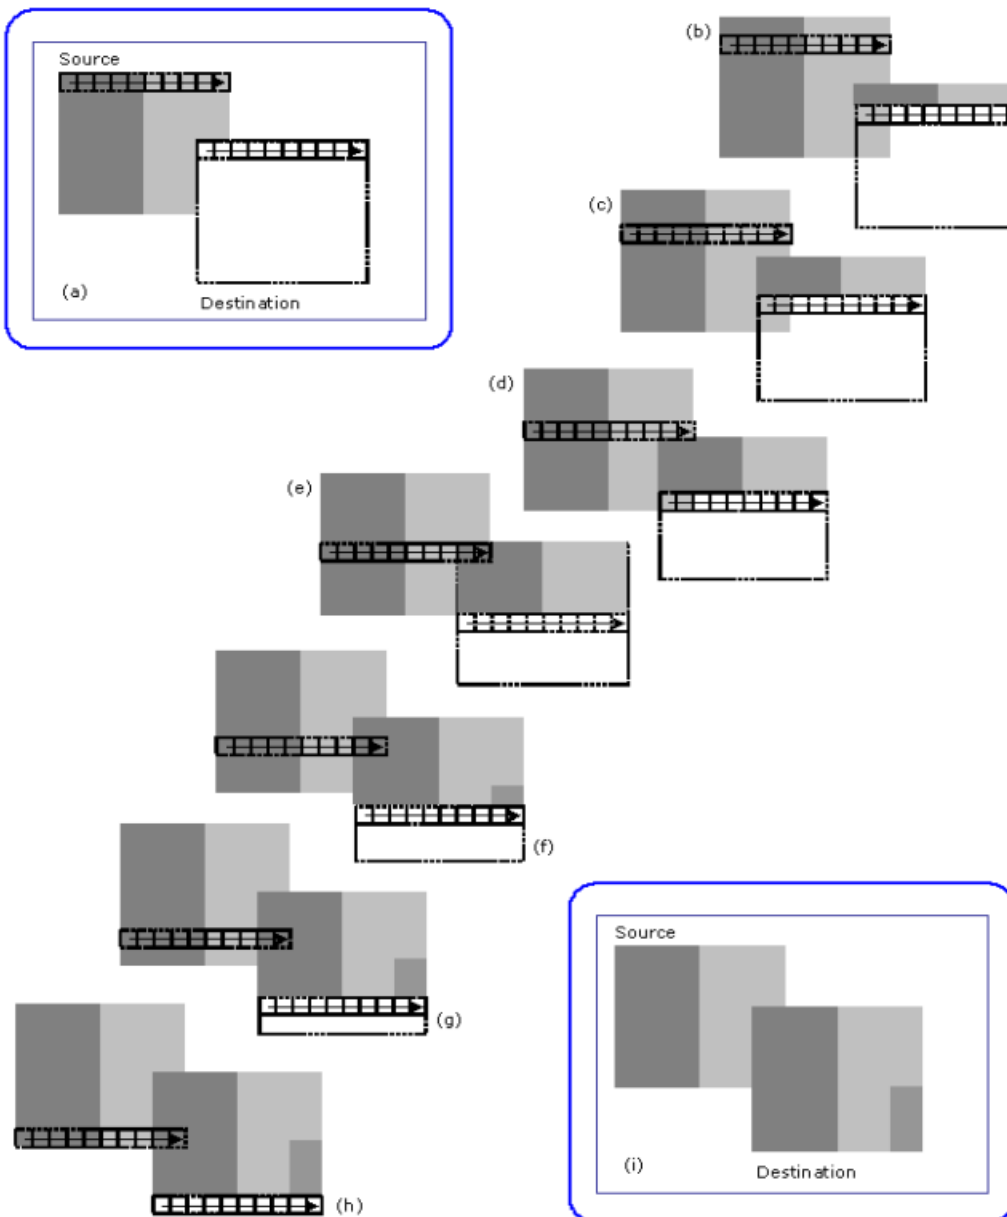 Source
(a)
Destination
(b)
(c)
(d)
(e)
(f)
(g)
(h)
Source
(i)
Destination